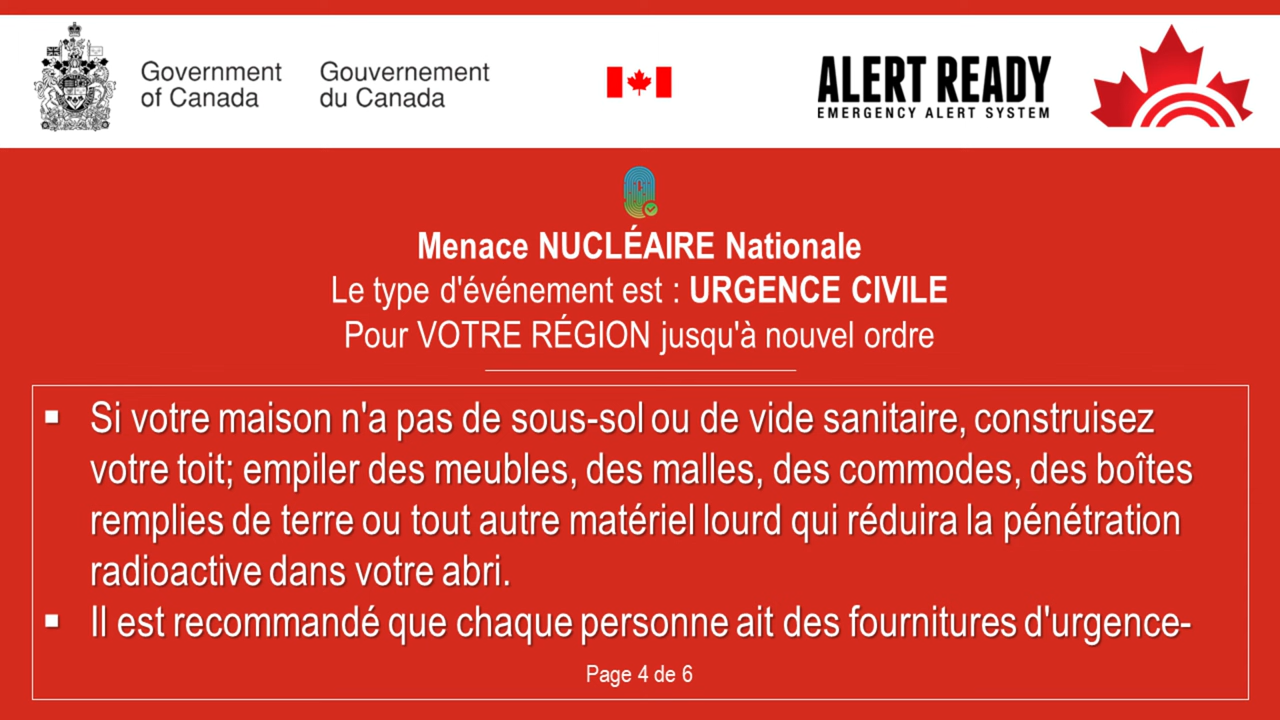 Government of Canada
Gouvernement du Canada
ALERT READY
EMERGENCY ALERT SYSTEM
Menace NUCLÉAIRE Nationale
Le type d'événement est : URGENCE CIVILE
Pour VOTRE RÉGION jusqu'à nouvel ordre
▪ Si votre maison n'a pas de sous-sol ou de vide sanitaire, construisez
votre toit; empiler des meubles, des malles, des commodes, des boîtes
remplies de terre ou tout autre matériel lourd qui réduira la pénétration
radioactive dans votre abri.
▪ Il est recommandé que chaque personne ait des fournitures d'urgence-
Page 4 de 6